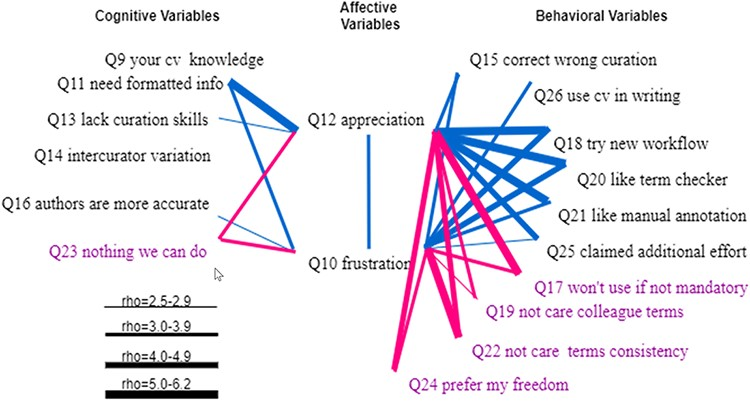 Cognitive Variables
Affective
Variables
Behavioral Variables
Q9 your cv knowledge
Q11 need formatted info
Q13 lack curation skills
Q14 intercurator variation
Q16 authors are more accurate
Q23 nothing we can do
rho=2.5-2.9
rho=3.0-3.9
rho=4.0-4.9
rho=5.0-6.2
Q12 appreciation
Q10 frustration
Q15 correct wrong curation
Q26 use cv in writing
Q18 try new workflow
Q20 like term checker
Q21 like manual annotation
Q25 claimed additional effort
Q17 won't use if not mandatory
Q19 not care colleague terms
Q22 not care terms consistency
Q24 prefer my freedom